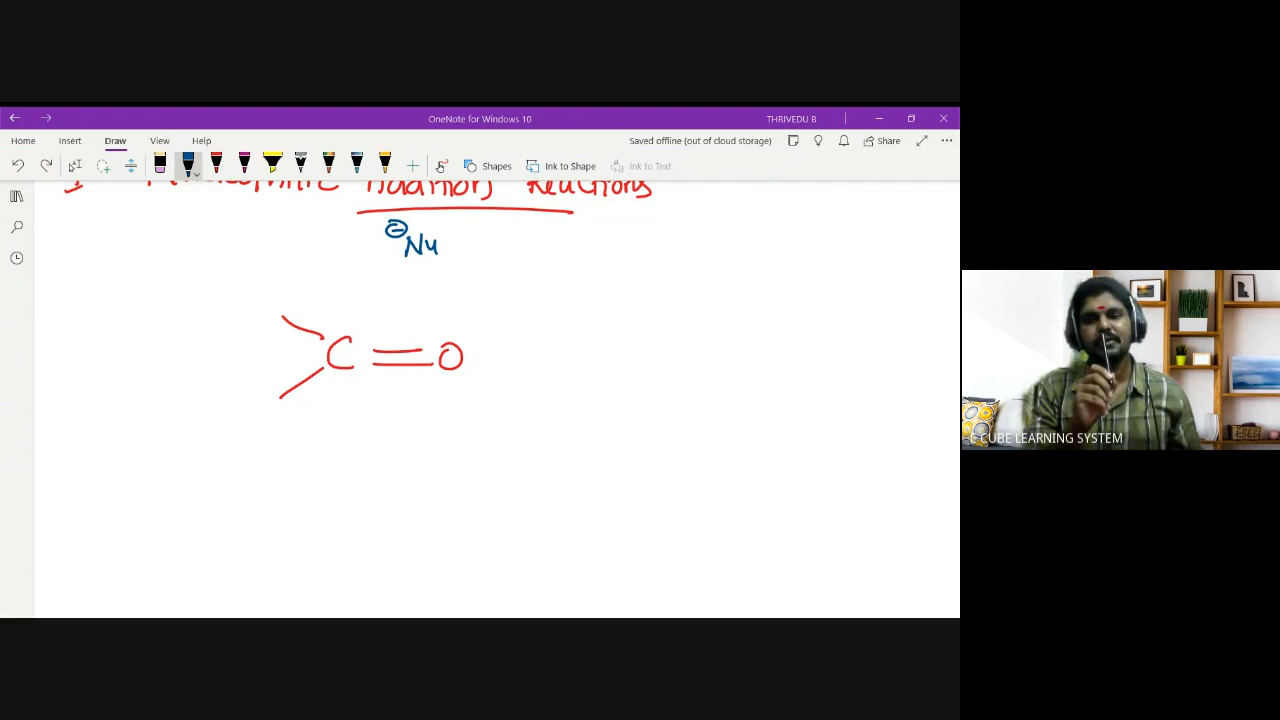 OneNote for Windows 10
THRIVEDU B
Home Insert Draw View Help
Saved offline (out of cloud storage)
Share
Shapes
Ink to Shape
Ink to Text
Addition Reactions
⊖Nu
C=O
C CUBE LEARNING SYSTEM